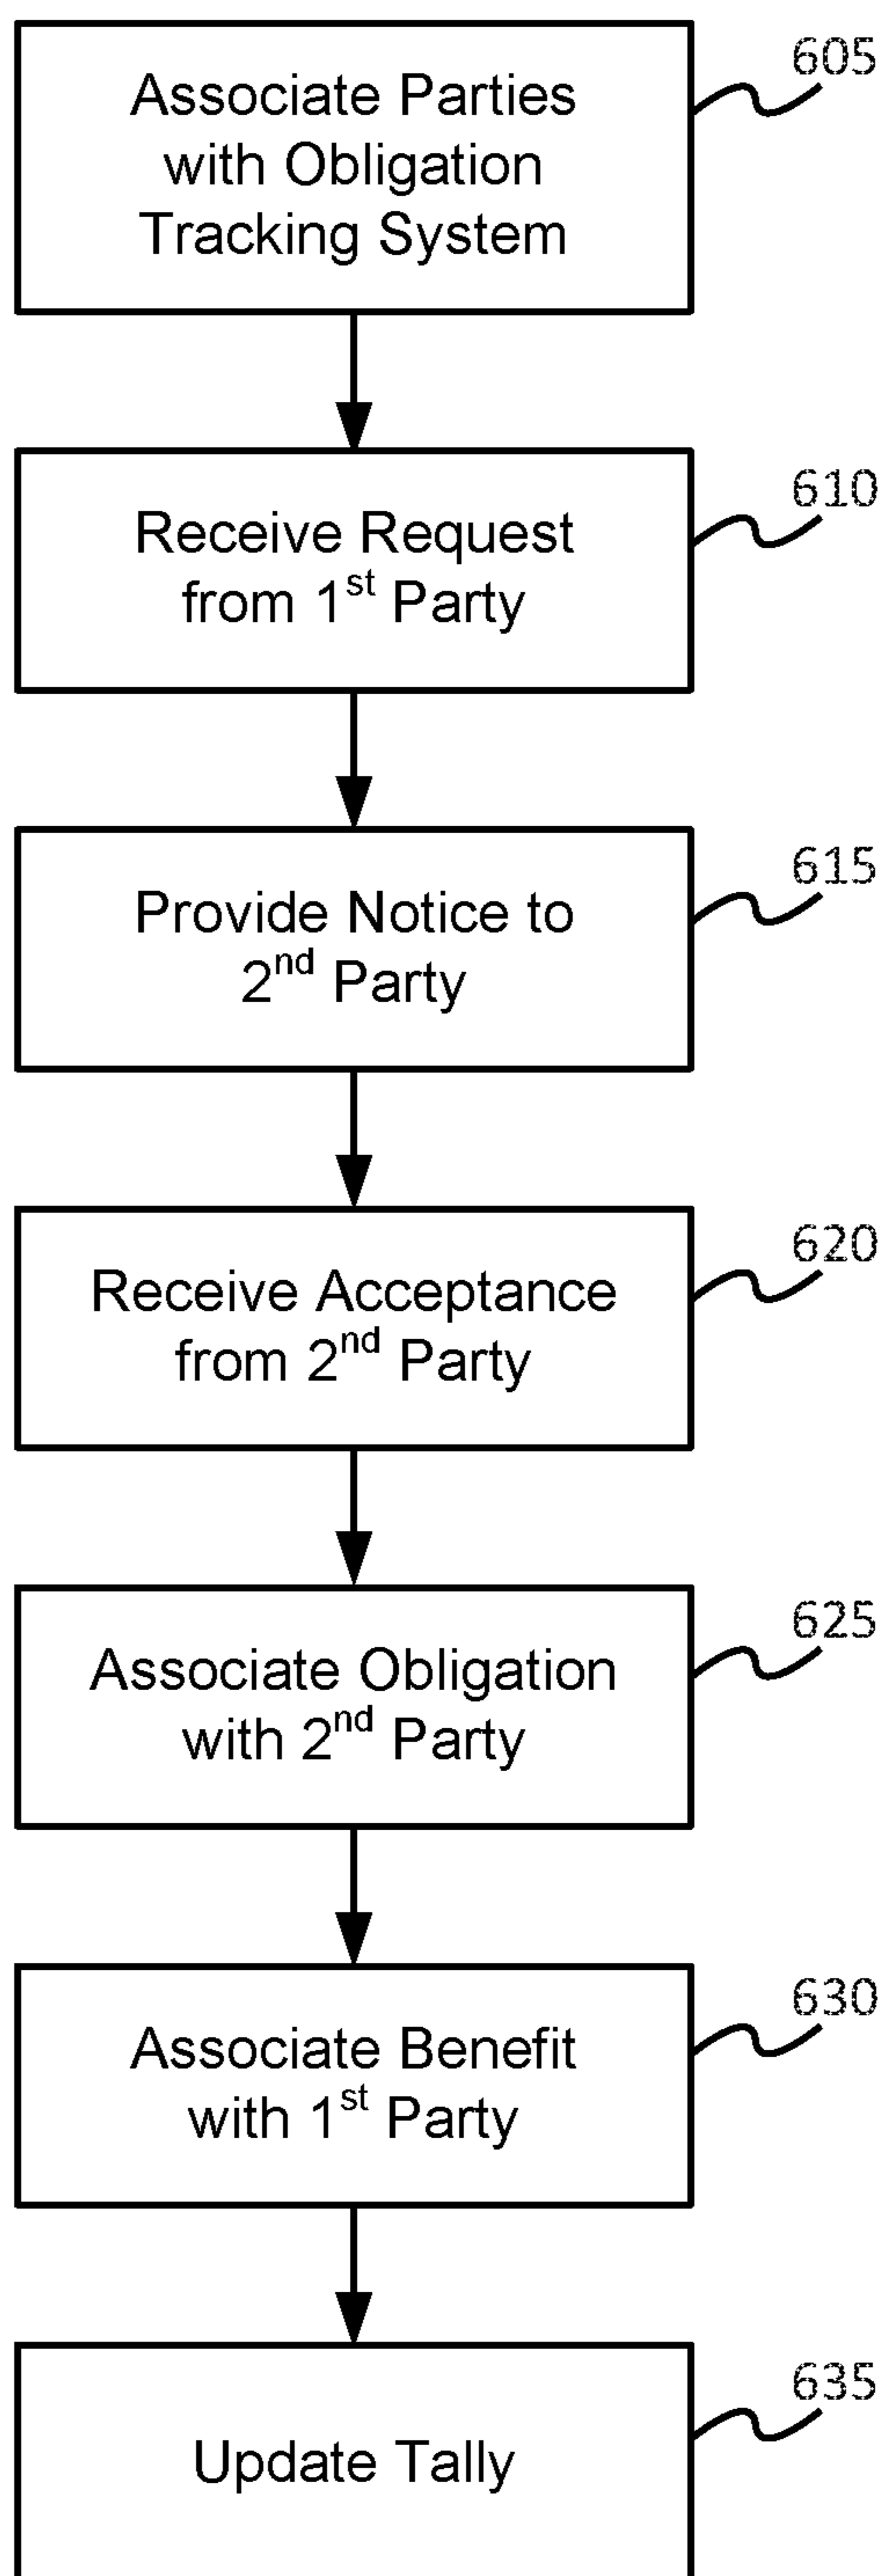 605
Associate Parties
with Obligation
Tracking System
610
Receive Request
from 1st Party
615
Provide Notice to
2nd Party
620
Receive Acceptance
from 2nd Party
625
Associate Obligation
with 2nd Party
630
Associate Benefit
with 1st Party
635
Update Tally